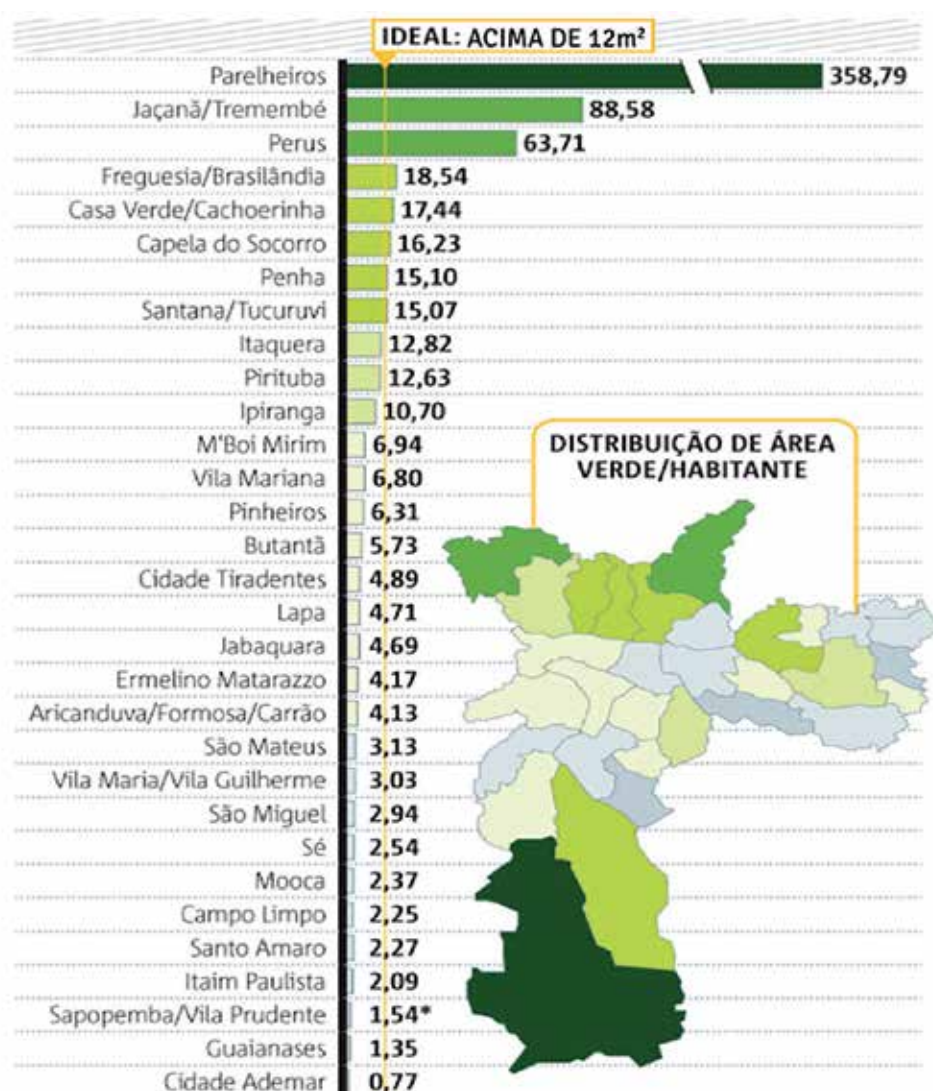 IDEAL: ACIMA DE 12m²
Parelheiros 358,79
Jaçanã/Tremembé 88,58
Perus 63,71
Freguesia/Brasilândia 18,54
Casa Verde/Cachoerinha 17,44
Capela do Socorro 16,23
Penha 15,10
Santana/Tucuruvi 15,07
Itaquera 12,82
Pirituba 12,63
Ipiranga 10,70
M'Boi Mirim 6,94
Vila Mariana 6,80
Pinheiros 6,31
Butantã 5,73
Cidade Tiradentes 4,89
Lapa 4,71
Jabaquara 4,69
Ermelino Matarazzo 4,17
Aricanduva/Formosa/Carrão 4,13
São Mateus 3,13
Vila Maria/Vila Guilherme 3,03
São Miguel 2,94
Sé 2,54
Mooca 2,37
Campo Limpo 2,25
Santo Amaro 2,27
Itaim Paulista 2,09
Sapopemba/Vila Prudente 1,54*
Guaianases 1,35
Cidade Ademar 0,77
DISTRIBUIÇÃO DE ÁREA
VERDE/HABITANTE